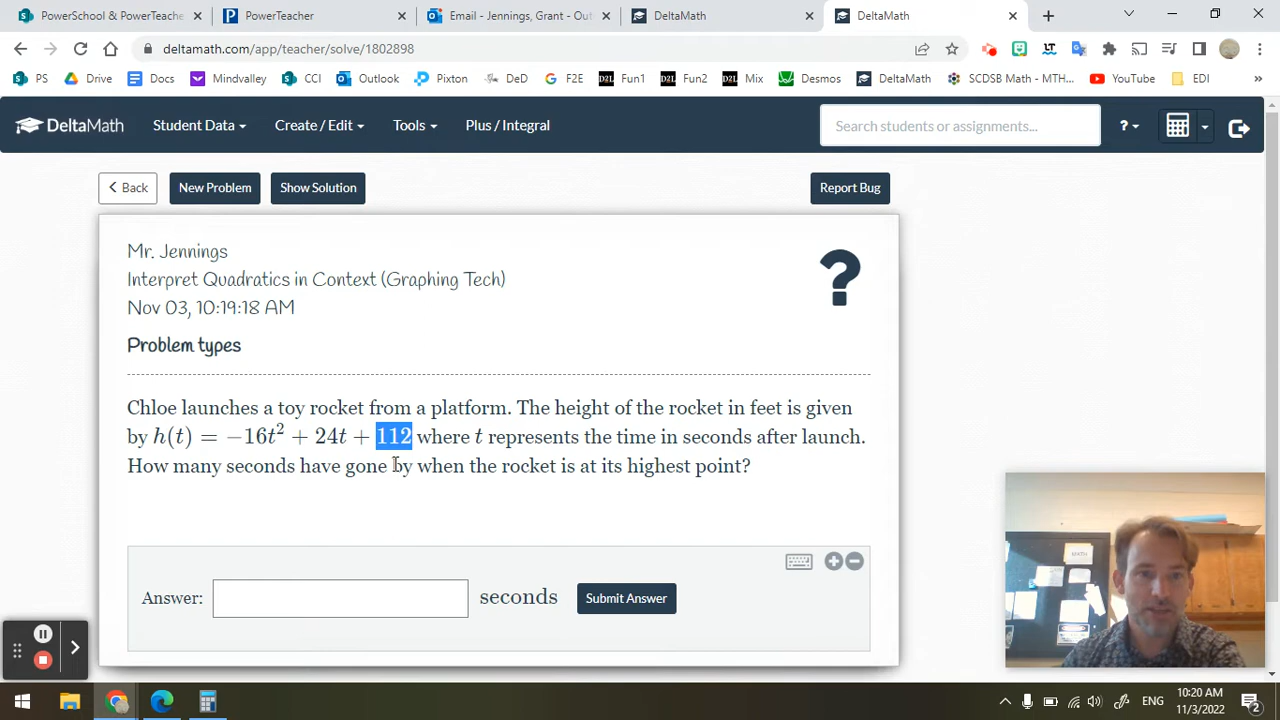 PowerSchool & PowerTeache
PowerTeacher
Email - Jennings, Grant - Out
DeltaMath
DeltaMath
deltamath.com/app/teacher/solve/1802898
PS
Drive
Docs
Mindvalley
CCI
Outlook
Pixton
DeD
F2E
Fun1
Fun2
Mix
Desmos
DeltaMath
SCDSB Math - MTH...
YouTube
EDI
»
DeltaMath
Student Data
Create / Edit
Tools
Plus / Integral
Search students or assignments...
?
Back
New Problem
Show Solution
Report Bug
Mr. Jennings
Interpret Quadratics in Context (Graphing Tech)
Nov 03, 10:19:18 AM
?
Problem types
Chloe launches a toy rocket from a platform. The height of the rocket in feet is given
by h(t) = −16t² + 24t + 112 where t represents the time in seconds after launch.
How many seconds have gone by when the rocket is at its highest point?
Answer:
seconds
Submit Answer
ENG
10:20 AM
11/3/2022
2